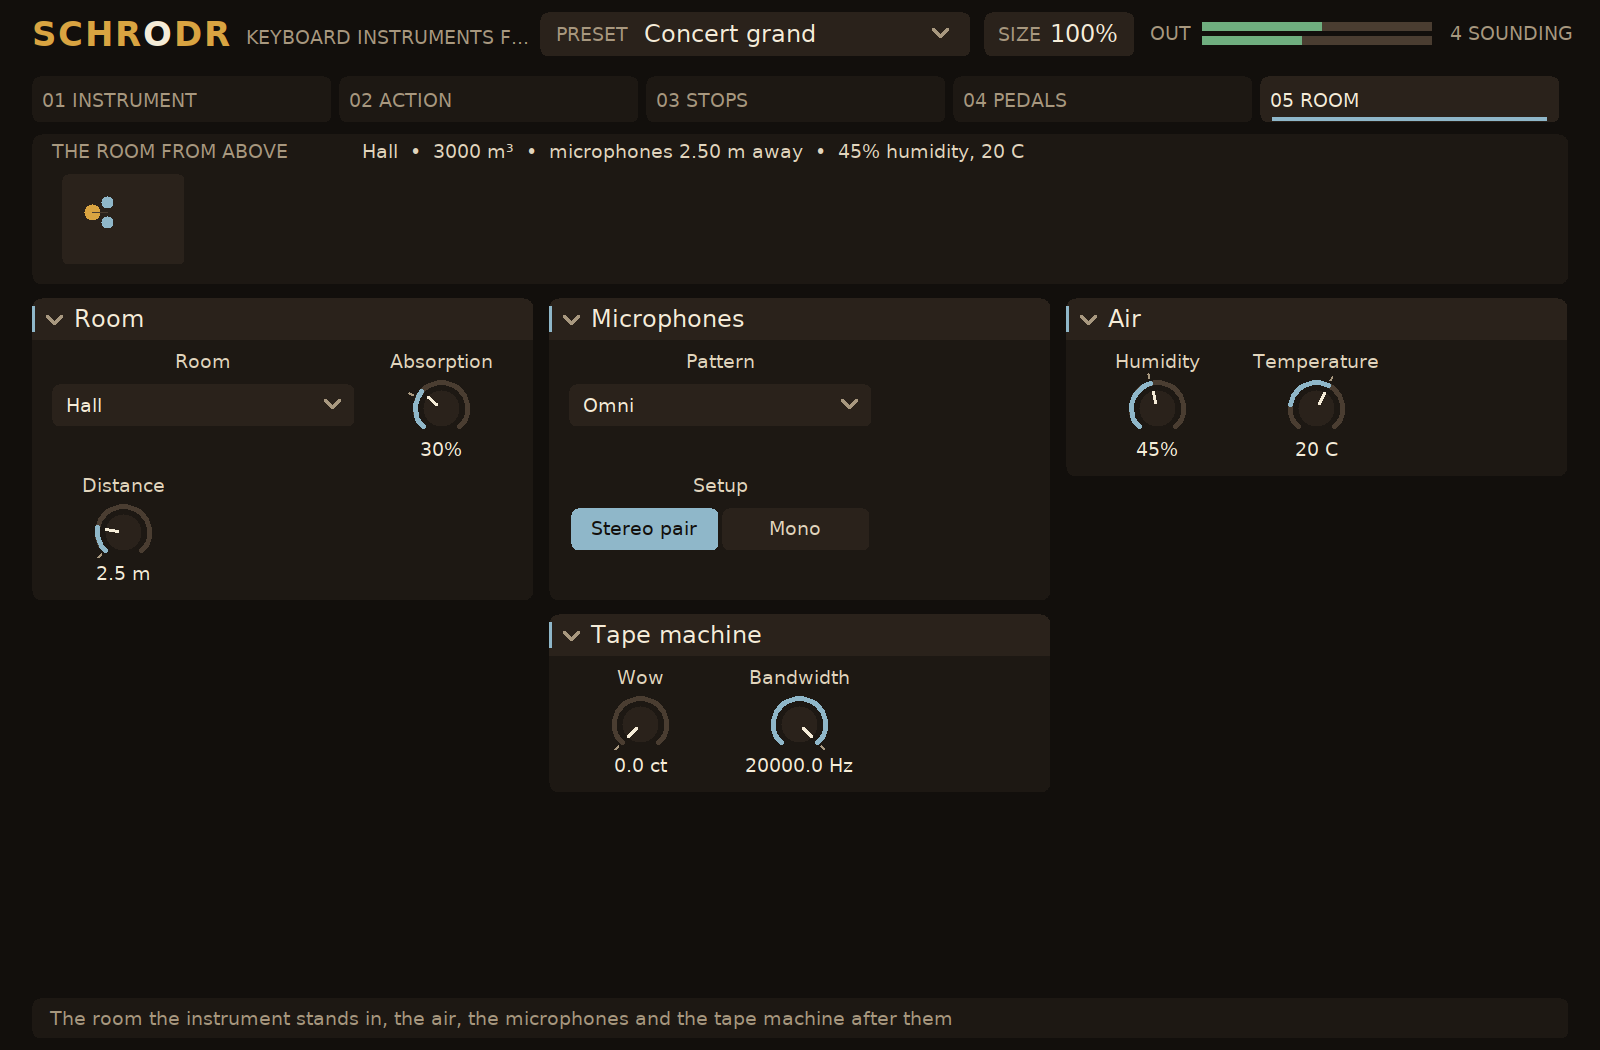 SCHRODR KEYBOARD INSTRUMENTS F... PRESET Concert grand SIZE 100% OUT 4 SOUNDING
01 INSTRUMENT 02 ACTION 03 STOPS 04 PEDALS 05 ROOM
THE ROOM FROM ABOVE Hall • 3000 m³ • microphones 2.50 m away • 45% humidity, 20 C
Room
Room Absorption
Hall
30%
Distance
2.5 m
Microphones
Pattern
Omni
Setup
Stereo pair Mono
Tape machine
Wow Bandwidth
0.0 ct 20000.0 Hz
Air
Humidity Temperature
45% 20 C
The room the instrument stands in, the air, the microphones and the tape machine after them